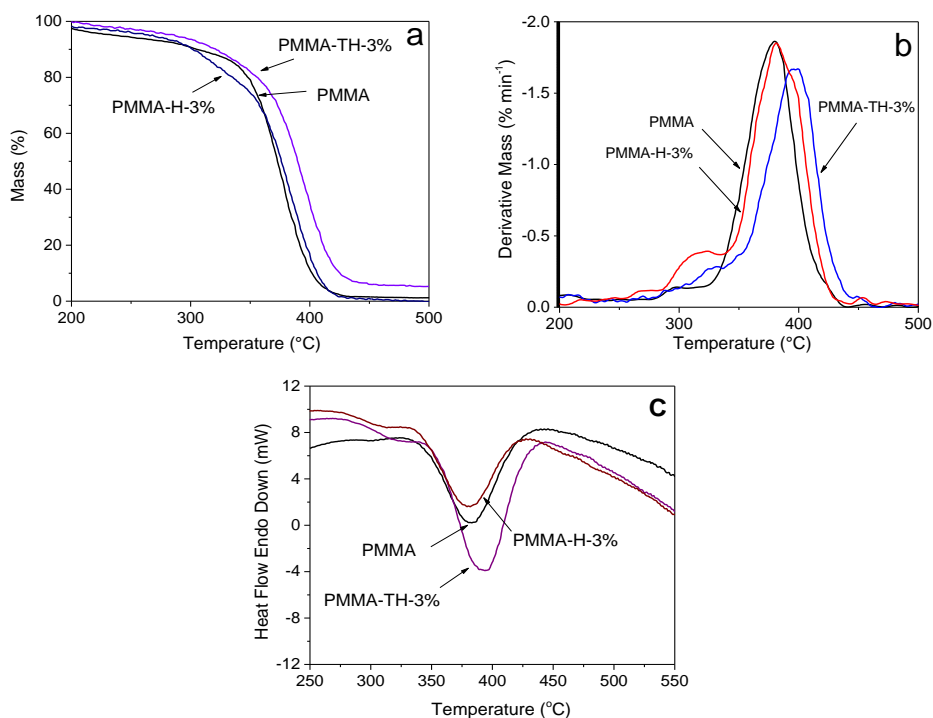 a
100
80
60
40
20
0
200
300
400
500
Mass (%)
Temperature (°C)
PMMA-TH-3%
PMMA
PMMA-H-3%
b
-2.0
-1.5
-1.0
-0.5
0.0
200
300
400
500
Derivative Mass (% min⁻¹)
Temperature (°C)
PMMA
PMMA-H-3%
PMMA-TH-3%
c
12
8
4
0
-4
-8
-12
250
300
350
400
450
500
550
Heat Flow Endo Down (mW)
Temperature (°C)
PMMA
PMMA-H-3%
PMMA-TH-3%